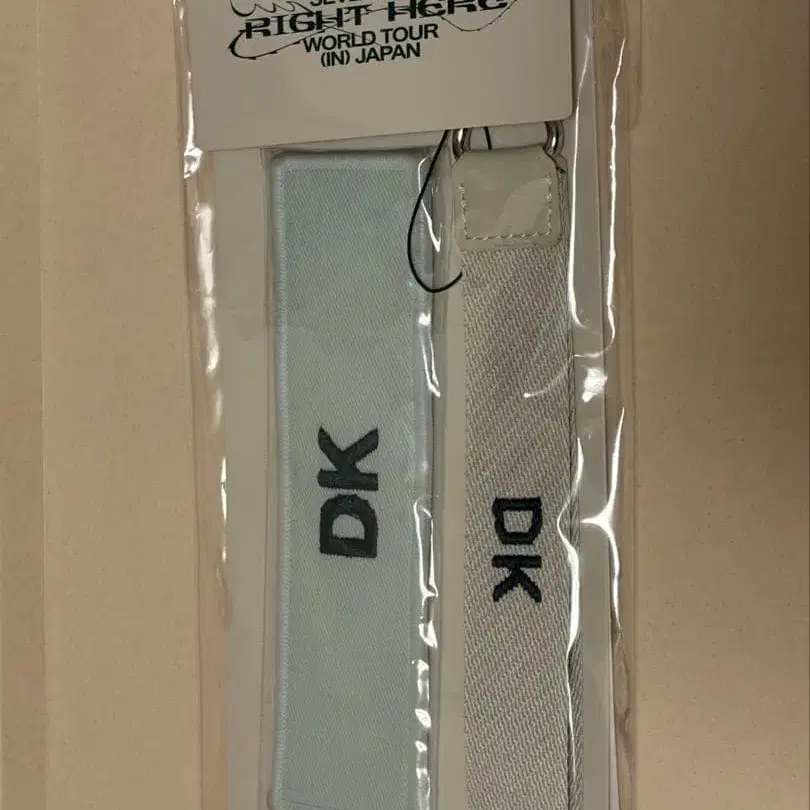 RIGHT HERE
WORLD TOUR
(IN) JAPAN
DK
DK